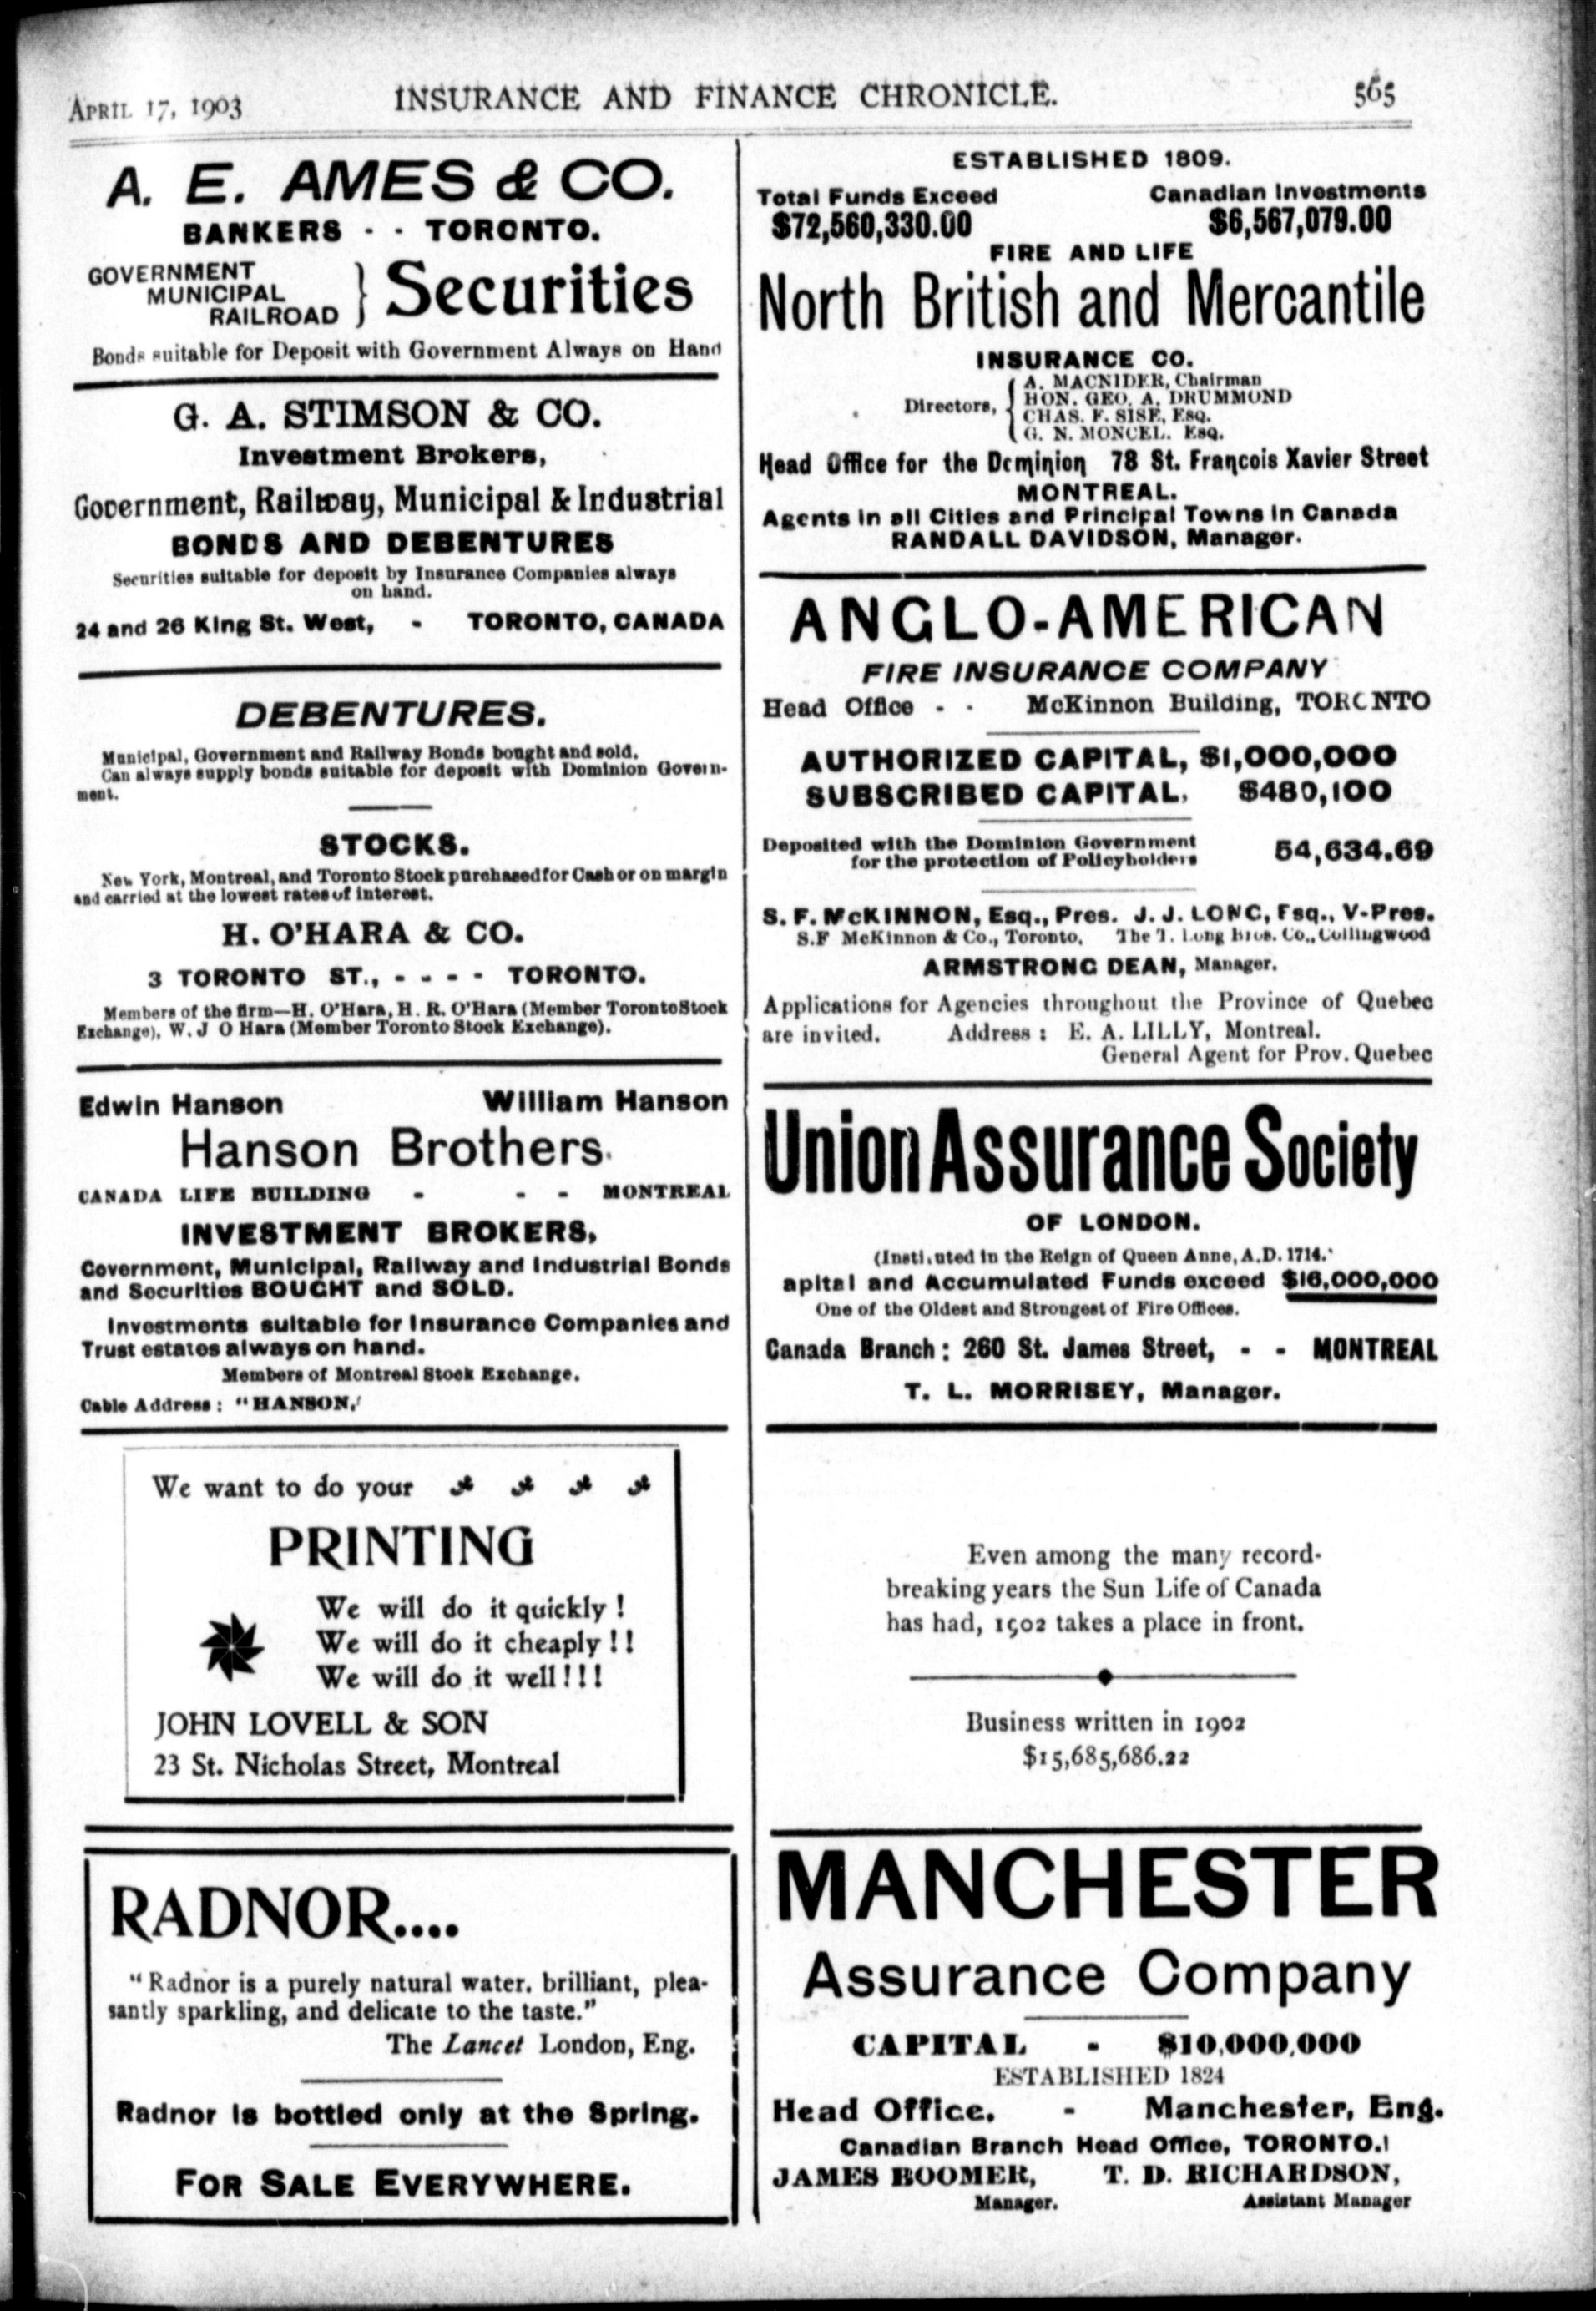 APRIL 17, 1903 INSURANCE AND FINANCE CHRONICLE. 565
A. E. AMES & CO.
BANKERS - - TORONTO.
GOVERNMENT
MUNICIPAL
RAILROAD
} Securities
Bonds suitable for Deposit with Government Always on Hand
G. A. STIMSON & CO.
Investment Brokers,
Government, Railway, Municipal & Industrial
BONDS AND DEBENTURES
Securities suitable for deposit by Insurance Companies always
on hand.
24 and 26 King St. West, - TORONTO, CANADA
DEBENTURES.
Municipal, Government and Railway Bonds bought and sold.
Can always supply bonds suitable for deposit with Dominion Govern-
ment.
STOCKS.
New York, Montreal, and Toronto Stock purchased for Cash or on margin
and carried at the lowest rates of interest.
H. O'HARA & CO.
3 TORONTO ST., - - - - TORONTO.
Members of the firm—H. O'Hara, H. R. O'Hara (Member Toronto Stock
Exchange), W. J O Hara (Member Toronto Stock Exchange).
Edwin Hanson William Hanson
Hanson Brothers.
CANADA LIFE BUILDING - - - MONTREAL
INVESTMENT BROKERS,
Government, Municipal, Railway and Industrial Bonds
and Securities BOUGHT and SOLD.
Investments suitable for Insurance Companies and
Trust estates always on hand.
Members of Montreal Stock Exchange.
Cable Address : "HANSON,'
We want to do your
PRINTING
We will do it quickly !
We will do it cheaply ! !
We will do it well ! ! !
JOHN LOVELL & SON
23 St. Nicholas Street, Montreal
RADNOR....
"Radnor is a purely natural water. brilliant, plea-
santly sparkling, and delicate to the taste."
The Lancet London, Eng.
Radnor is bottled only at the Spring.
FOR SALE EVERYWHERE.
ESTABLISHED 1809.
Total Funds Exceed Canadian Investments
$72,560,330.00 $6,567,079.00
FIRE AND LIFE
North British and Mercantile
INSURANCE CO.
Directors, { A. MACNIDER, Chairman
HON. GEO. A. DRUMMOND
CHAS. F. SISE, ESQ.
G. N. MONCEL. ESQ.
Head Office for the Dominion 78 St. François Xavier Street
MONTREAL.
Agents in all Cities and Principal Towns in Canada
RANDALL DAVIDSON, Manager.
ANGLO-AMERICAN
FIRE INSURANCE COMPANY
Head Office - - McKinnon Building, TORONTO
AUTHORIZED CAPITAL, $1,000,000
SUBSCRIBED CAPITAL, $480,100
Deposited with the Dominion Government
for the protection of Policyholders 54,634.69
S. F. McKINNON, Esq., Pres. J. J. LONG, Esq., V-Pres.
S.F McKinnon & Co., Toronto, The T. Long Bros. Co., Collingwood
ARMSTRONG DEAN, Manager.
Applications for Agencies throughout the Province of Quebec
are invited. Address : E. A. LILLY, Montreal.
General Agent for Prov. Quebec
Union Assurance Society
OF LONDON.
(Instituted in the Reign of Queen Anne, A.D. 1714.'
apital and Accumulated Funds exceed $16,000,000
One of the Oldest and Strongest of Fire Offices.
Canada Branch : 260 St. James Street, - - MONTREAL
T. L. MORRISEY, Manager.
Even among the many record-
breaking years the Sun Life of Canada
has had, 1902 takes a place in front.
Business written in 1902
$15,685,686.22
MANCHESTER
Assurance Company
CAPITAL - $10,000,000
ESTABLISHED 1824
Head Office, - Manchester, Eng.
Canadian Branch Head Office, TORONTO.
JAMES BOOMER, T. D. RICHARDSON,
Manager. Assistant Manager